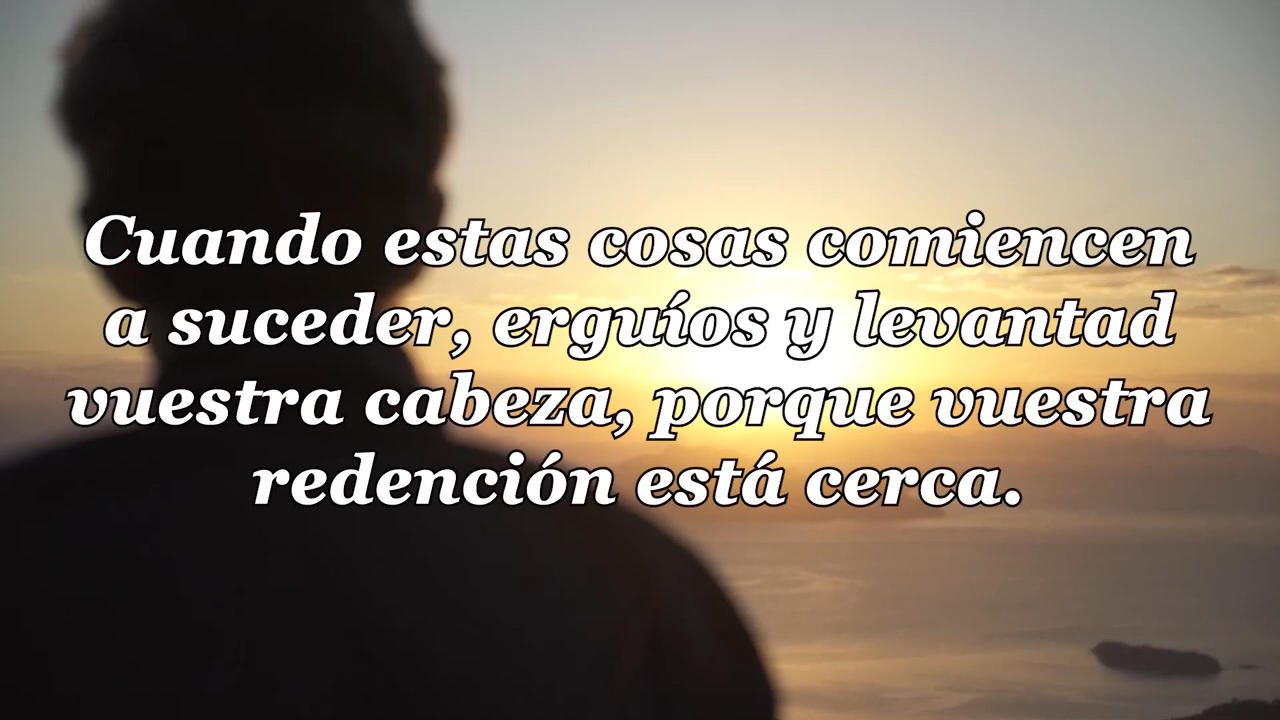 Cuando estas cosas comiencen
a suceder, erguíos y levantad
vuestra cabeza, porque vuestra
redención está cerca.